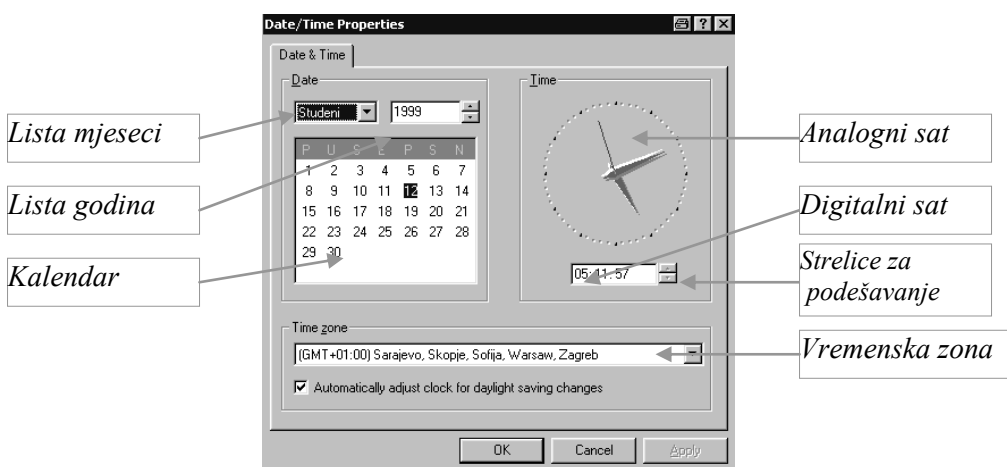 Date/Time Properties
Date & Time
Date
Time
Studeni
1999
P U S Č P S N
1 2 3 4 5 6 7
8 9 10 11 12 13 14
15 16 17 18 19 20 21
22 23 24 25 26 27 28
29 30
05:11:57
Time zone
(GMT+01:00) Sarajevo, Skopje, Sofija, Warsaw, Zagreb
Automatically adjust clock for daylight saving changes
OK
Cancel
Apply
Lista mjeseci
Lista godina
Kalendar
Analogni sat
Digitalni sat
Strelice za
podešavanje
Vremenska zona